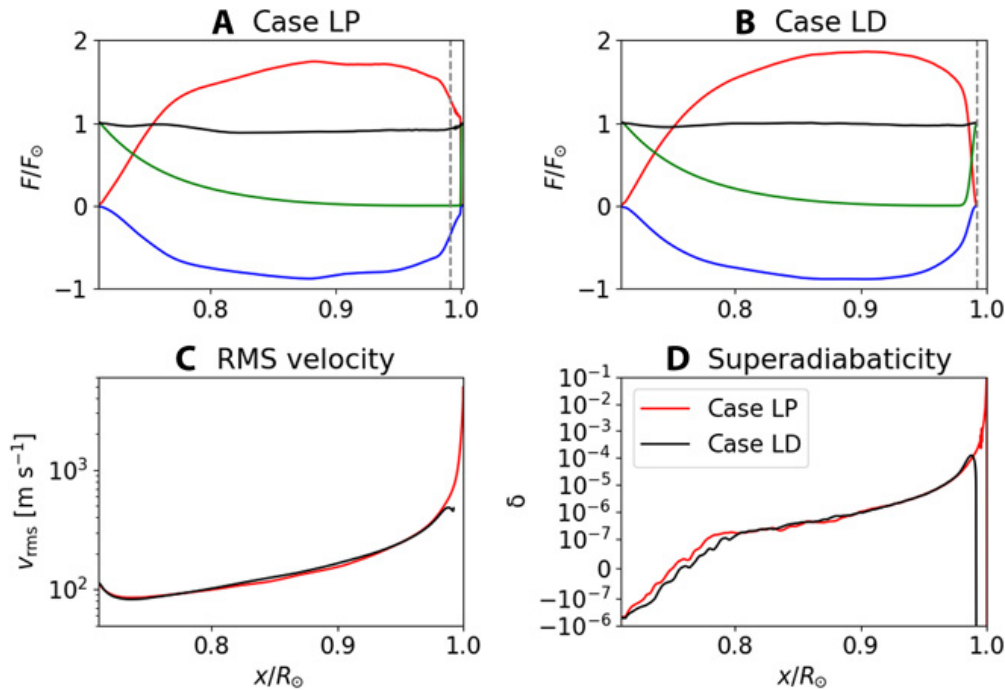 A Case LP
B Case LD
2
1
0
−1
F/F⊙
0.8
0.9
1.0
2
1
0
−1
F/F⊙
0.8
0.9
1.0
C RMS velocity
D Superadiabaticity
10³
10²
v_rms [m s⁻¹]
0.8
0.9
1.0
x/R⊙
10⁻¹
10⁻²
10⁻³
10⁻⁴
10⁻⁵
10⁻⁶
10⁻⁷
0
−10⁻⁷
−10⁻⁶
δ
Case LP
Case LD
0.8
0.9
1.0
x/R⊙